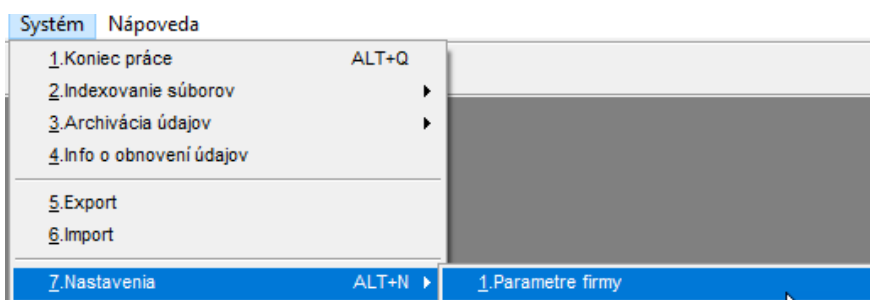 Systém Nápoveda
1.Koniec práce ALT+Q
2.Indexovanie súborov
3.Archivácia údajov
4.Info o obnovení údajov
5.Export
6.Import
7.Nastavenia ALT+N 1.Parametre firmy